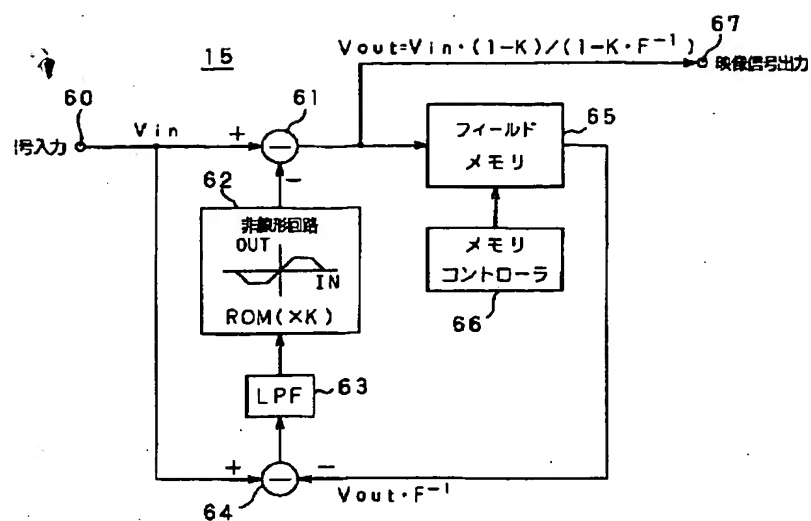 67
Vout=Vin・(1-K)/(1-K・F⁻¹)
映像信号出力
15
60
61
65
Vin
+
−
号入力
−
フィールド
メモリ
62
非線形回路
OUT
IN
ROM(×K)
メモリ
コントローラ
66
LPF
63
+
−
−
64
Vout・F⁻¹